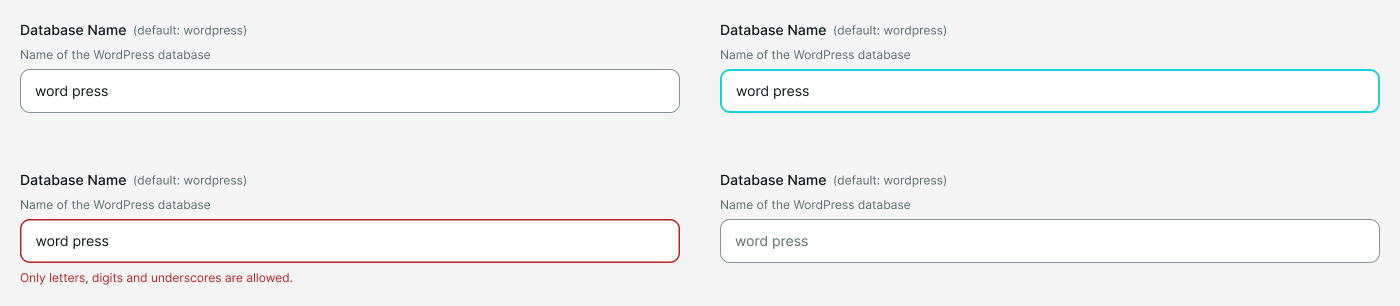 Database Name (default: wordpress)
Name of the WordPress database
word press
Database Name (default: wordpress)
Name of the WordPress database
word press
Database Name (default: wordpress)
Name of the WordPress database
word press
Only letters, digits and underscores are allowed.
Database Name (default: wordpress)
Name of the WordPress database
word press